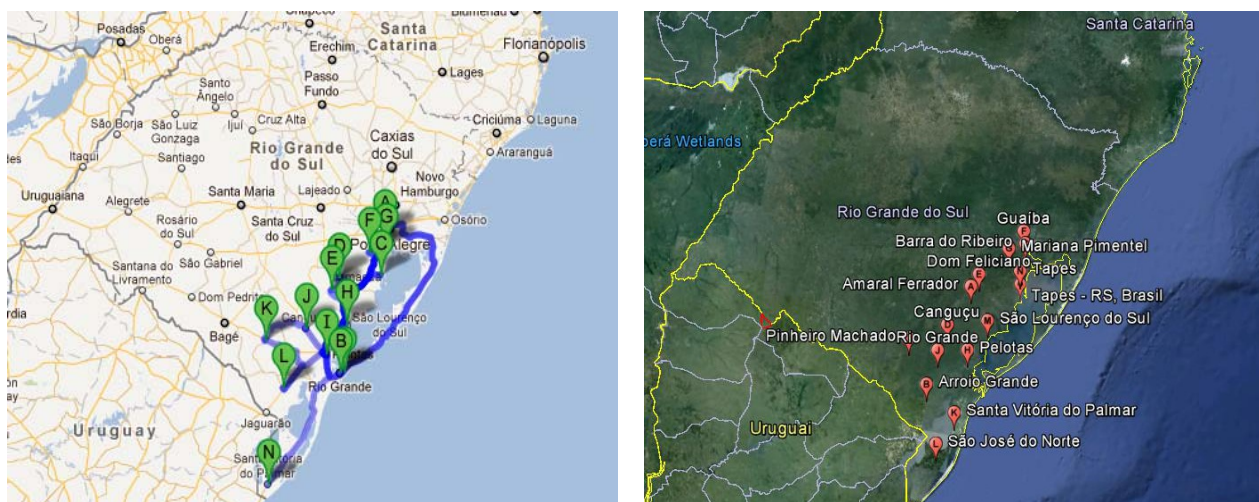 Posadas
Oberá
Erechim
Santa
Catarina
Florianópolis
Passo
Fundo
Lages
Santo
Ângelo
Ijuí
Cruz Alta
São Borja
São Luiz
Gonzaga
Caxias
do Sul
Criciúma
Laguna
Araranguá
Itaqui
Santiago
Rio Grande
do Sul
Novo
Hamburgo
Uruguaiana
Alegrete
Santa Maria
Lajeado
Rosário
do Sul
Santa Cruz
do Sul
Osório
A
F
G
C
D
E
São Gabriel
Santana do
Livramento
Dom Pedrito
H
J
K
I
B
L
N
São Lourenço
do Sul
Bagé
Rio Grande
Jaguarão
Uruguay
Santa Catarina
Wetlands
Rio Grande do Sul
Guaíba
F
Barra do Ribeiro
Mariana Pimentel
Dom Feliciano
E
N
Tapes
Amaral Ferrador
A
Tapes - RS, Brasil
Canguçu
D
M
São Lourenço do Sul
Pinheiro Machado
Rio Grande
J
H
Pelotas
B
Arroio Grande
K
Santa Vitória do Palmar
Uruguai
L
São José do Norte